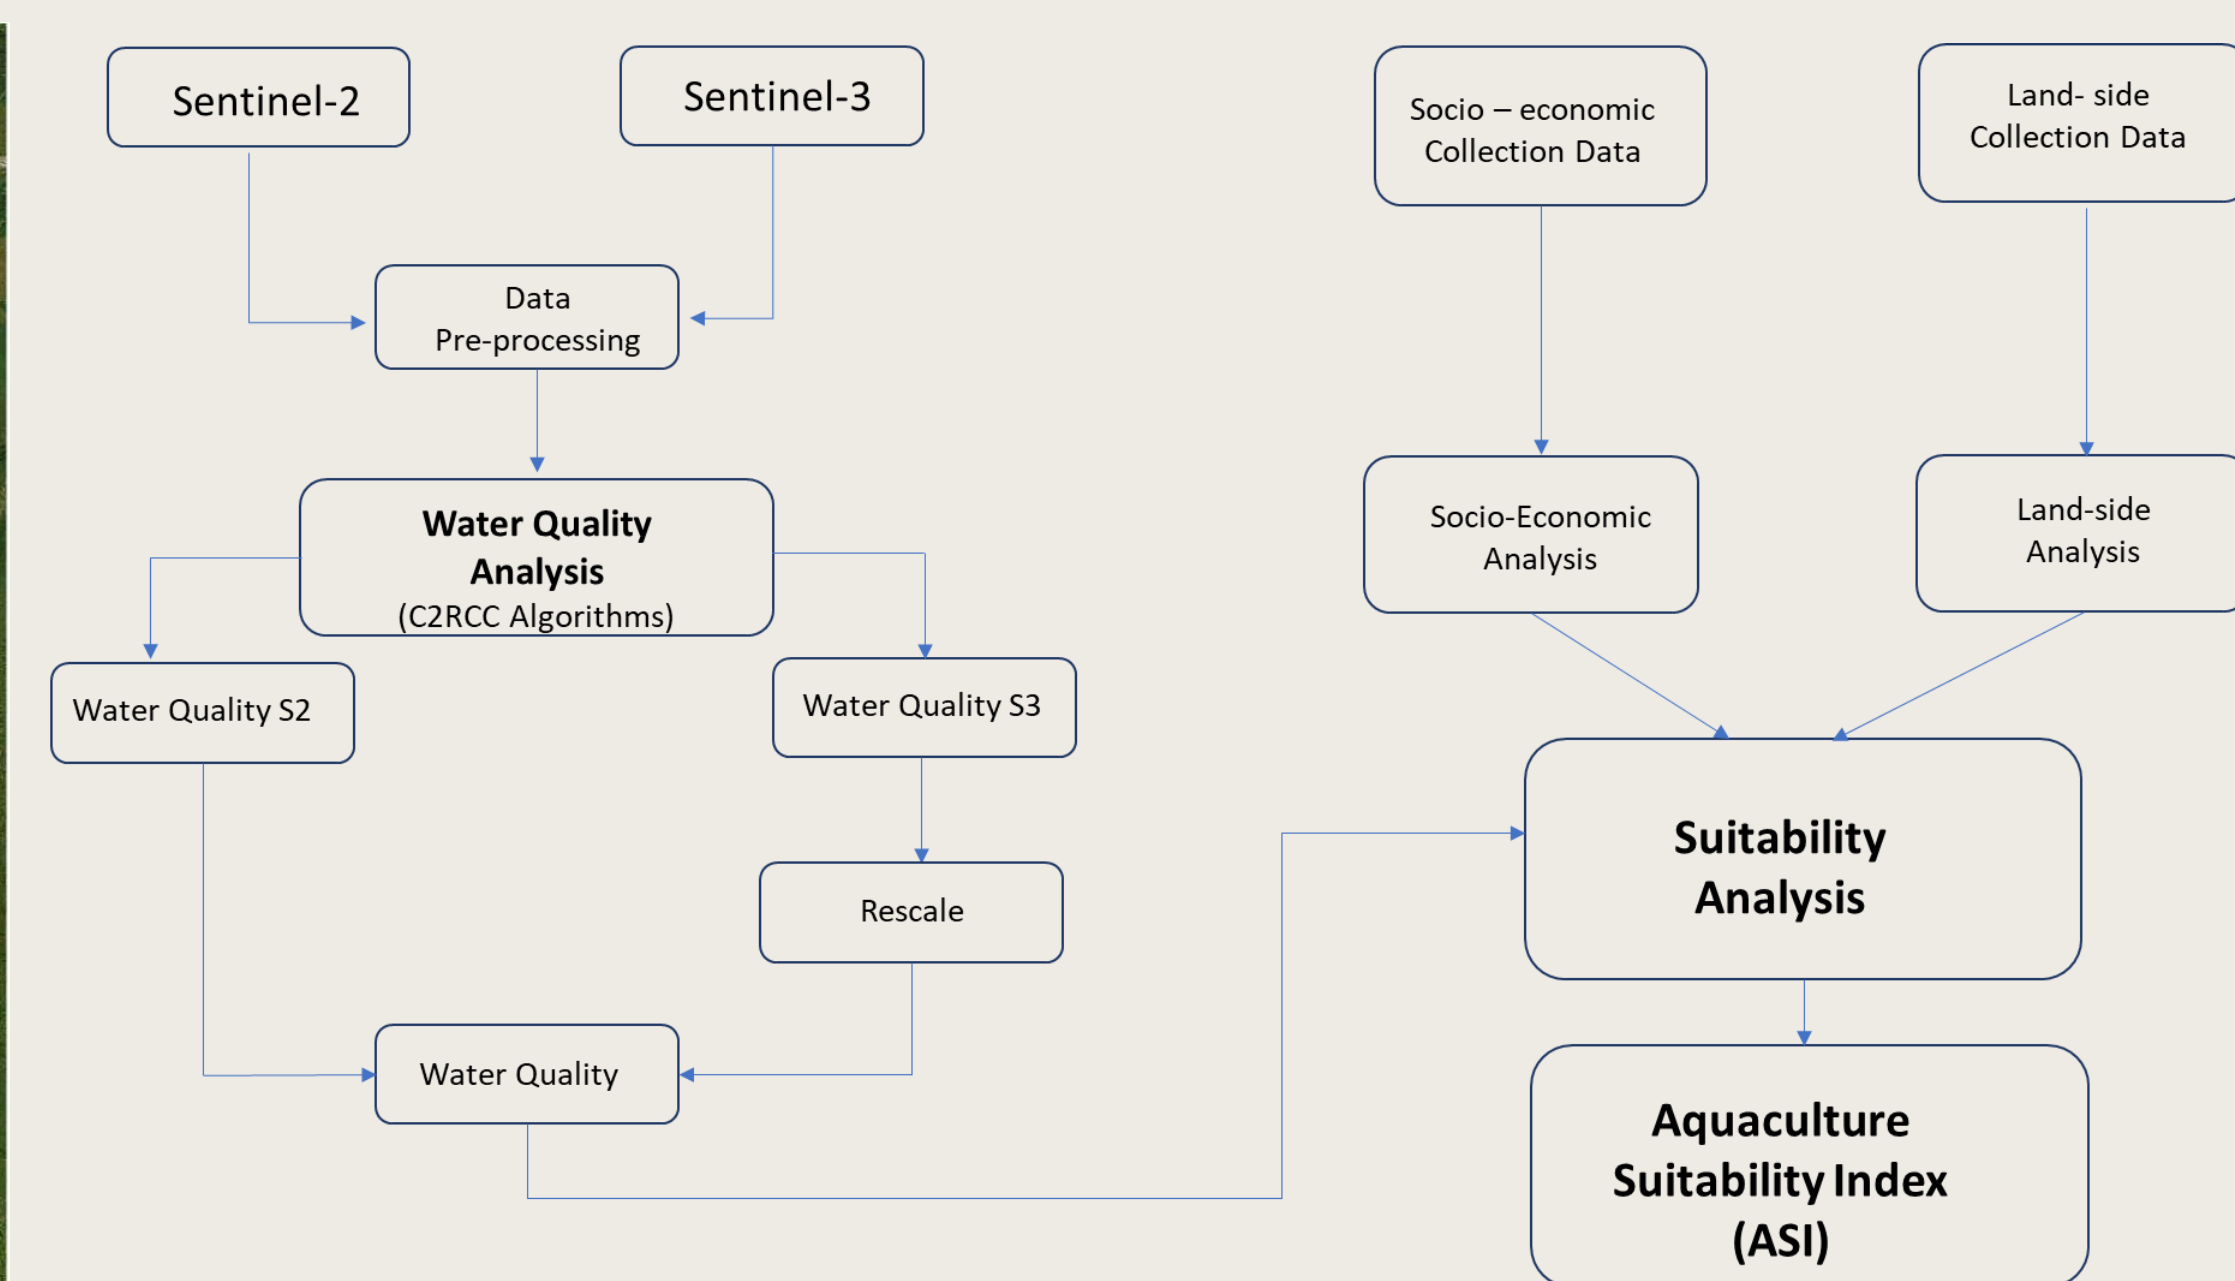 Sentinel-2
Sentinel-3
Socio – economic
Collection Data
Land- side
Collection Data
Data
Pre-processing
Water Quality
Analysis
(C2RCC Algorithms)
Socio-Economic
Analysis
Land-side
Analysis
Water Quality S2
Water Quality S3
Rescale
Suitability
Analysis
Water Quality
Aquaculture
Suitability Index
(ASI)